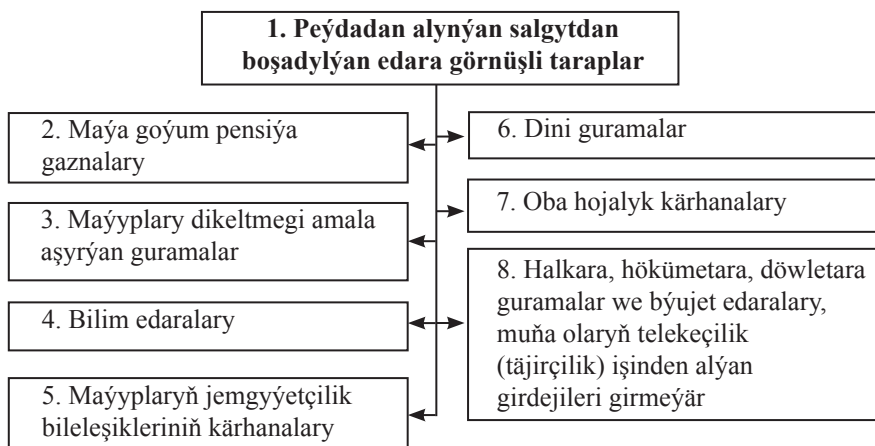 1. Peýdadan alynýan salgytdan
boşadylýan edara görnüşli taraplar
2. Maýa goýum pensiýa
gaznalary
3. Maýyplary dikeltmegi amala
aşyrýan guramalar
4. Bilim edaralary
5. Maýyplaryň jemgyýetçilik
bileleşikleriniň kärhanalary
6. Dini guramalar
7. Oba hojalyk kärhanalary
8. Halkara, hökümetara, döwletara
guramalar we býujet edaralary,
muňa olaryň telekeçilik
(täjirçilik) işinden alýan
girdejileri girmeýär